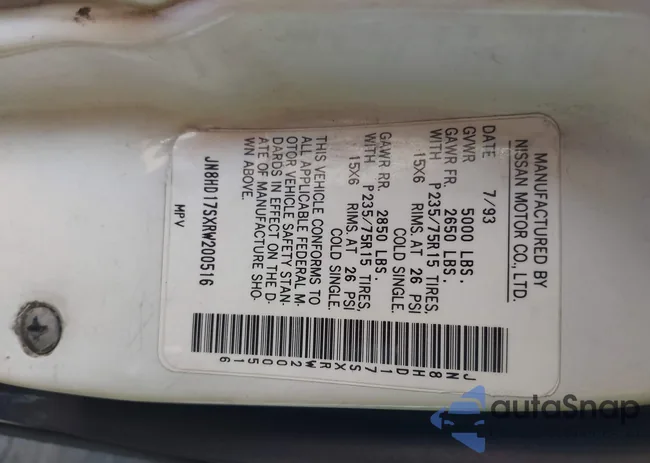 MANUFACTURED BY
NISSAN MOTOR CO., LTD.
DATE 7/93
GVWR 5000 LBS.
GAWR FR. 2650 LBS.
WITH P235/75R15 TIRES,
15X6 RIMS, AT 26 PSI
COLD SINGLE.
GAWR RR. 2850 LBS.
WITH P235/75R15 TIRES,
15X6 RIMS, AT 26 PSI
COLD SINGLE.
THIS VEHICLE CONFORMS TO
ALL APPLICABLE FEDERAL M
OTOR VEHICLE SAFETY STAN
DARDS IN EFFECT ON THE D
ATE OF MANUFACTURE SHO
WN ABOVE.
JN8HD17SXRW200516
MPV
JN8HD17SXRW200516
autoSnap